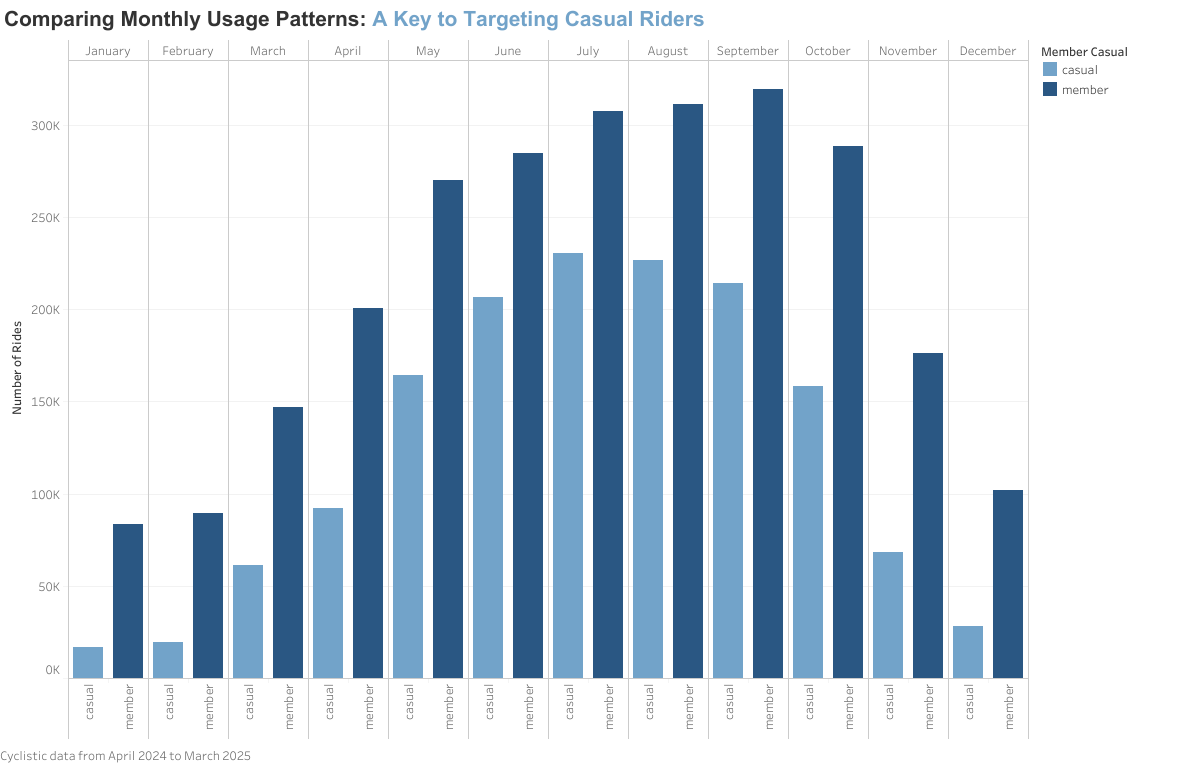 Comparing Monthly Usage Patterns: A Key to Targeting Casual Riders
January February March April May June July August September October November December
Member Casual
casual
member
300K
250K
200K
150K
100K
50K
0K
Number of Rides
casual member casual member casual member casual member casual member casual member casual member casual member casual member casual member casual member casual member
Cyclistic data from April 2024 to March 2025